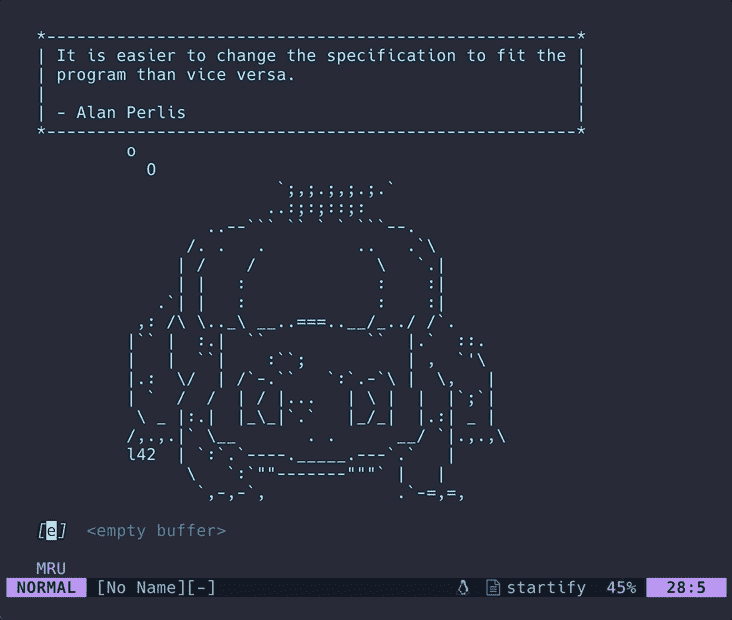 It is easier to change the specification to fit the
program than vice versa.
- Alan Perlis
l42
[e] <empty buffer>
MRU
NORMAL [No Name][-] startify 45% 28:5